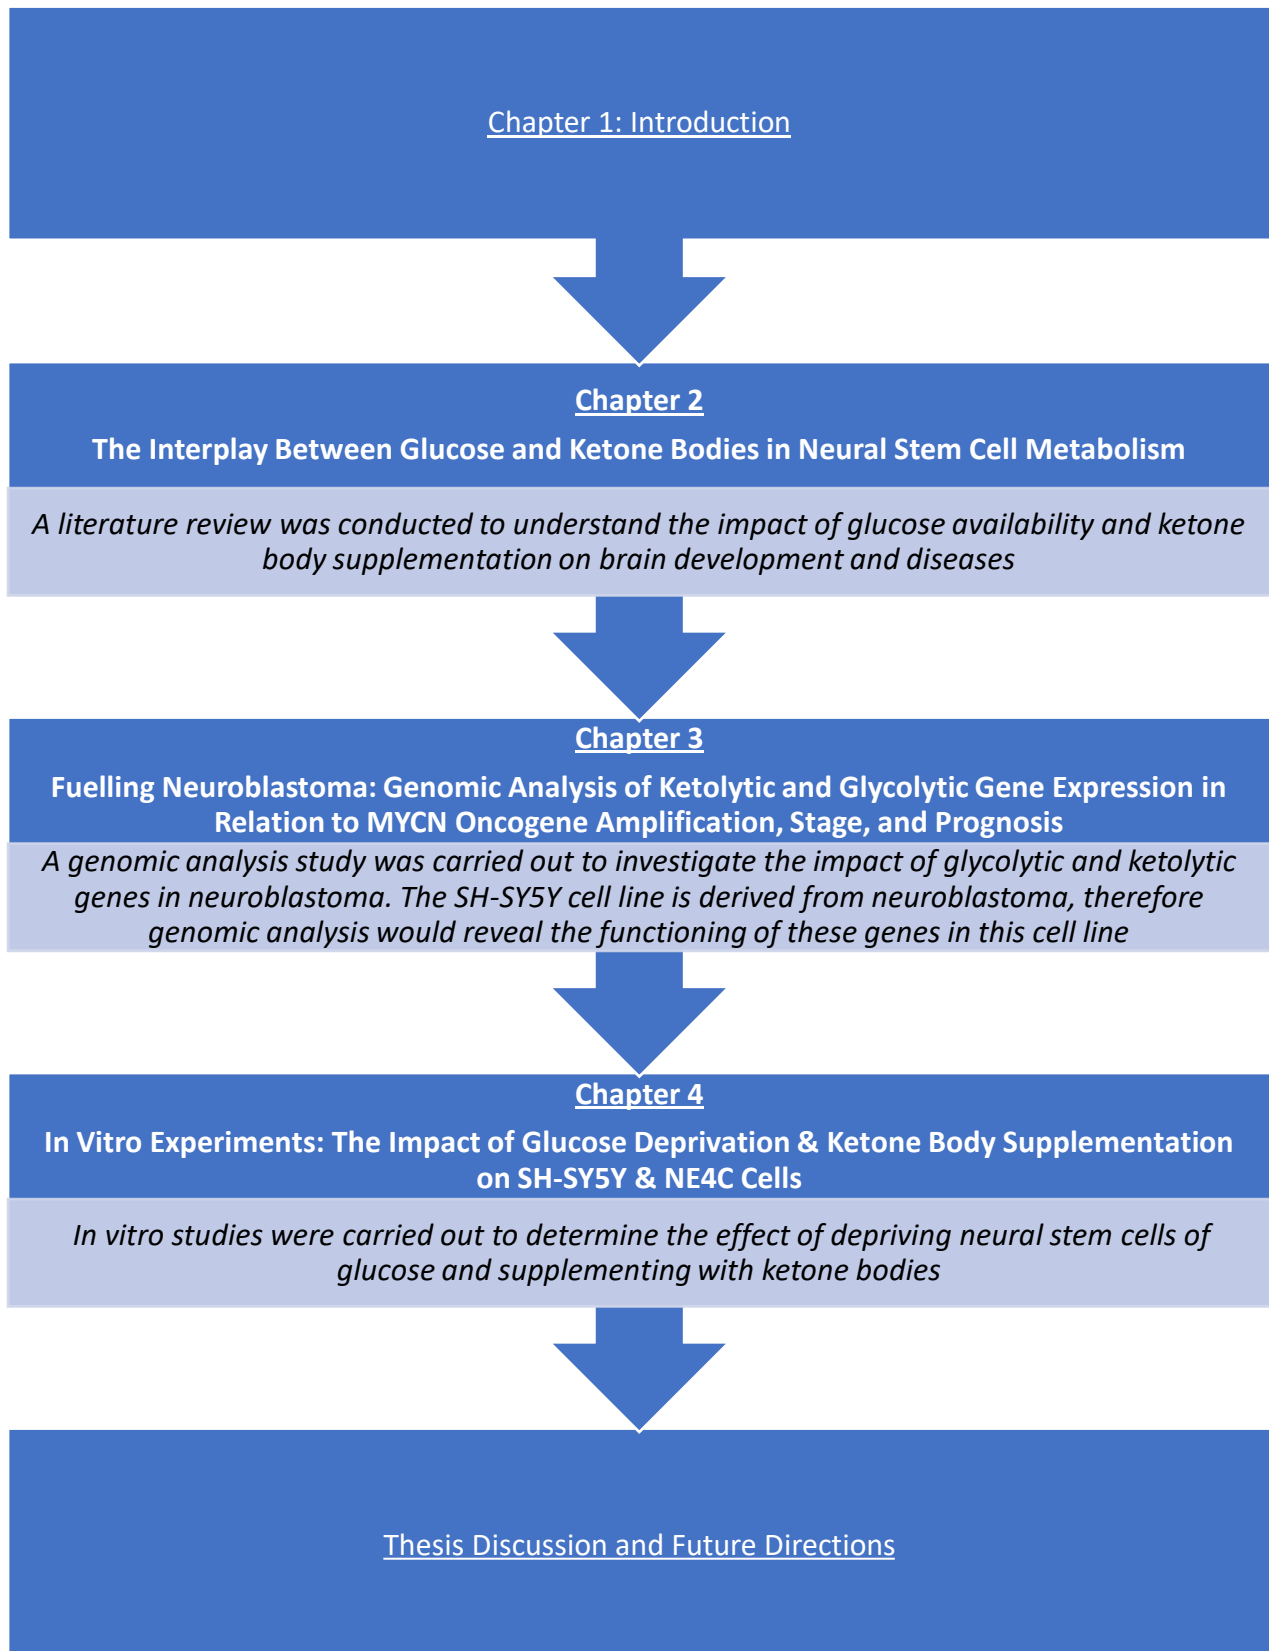 Chapter 1: Introduction
Chapter 2
The Interplay Between Glucose and Ketone Bodies in Neural Stem Cell Metabolism
A literature review was conducted to understand the impact of glucose availability and ketone
body supplementation on brain development and diseases
Chapter 3
Fuelling Neuroblastoma: Genomic Analysis of Ketolytic and Glycolytic Gene Expression in
Relation to MYCN Oncogene Amplification, Stage, and Prognosis
A genomic analysis study was carried out to investigate the impact of glycolytic and ketolytic
genes in neuroblastoma. The SH-SY5Y cell line is derived from neuroblastoma, therefore
genomic analysis would reveal the functioning of these genes in this cell line
Chapter 4
In Vitro Experiments: The Impact of Glucose Deprivation & Ketone Body Supplementation
on SH-SY5Y & NE4C Cells
In vitro studies were carried out to determine the effect of depriving neural stem cells of
glucose and supplementing with ketone bodies
Thesis Discussion and Future Directions